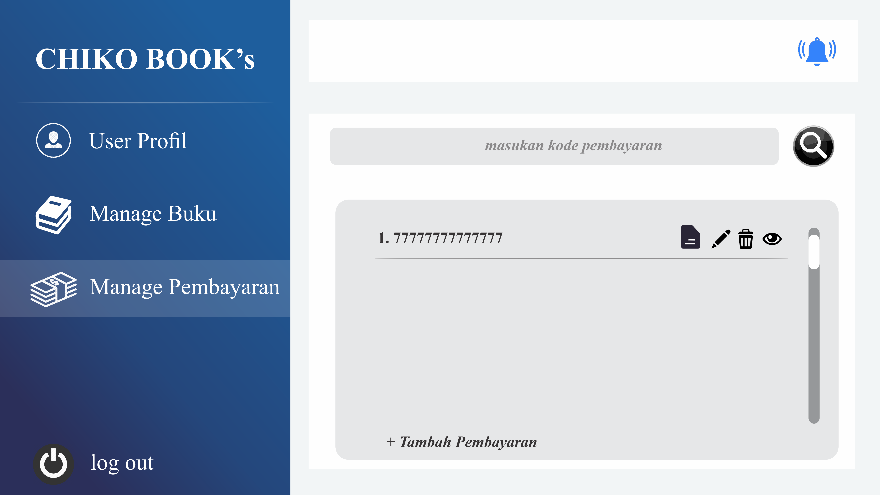 CHIKO BOOK’s
User Profil
Manage Buku
Manage Pembayaran
log out
masukan kode pembayaran
1. 77777777777777
+ Tambah Pembayaran